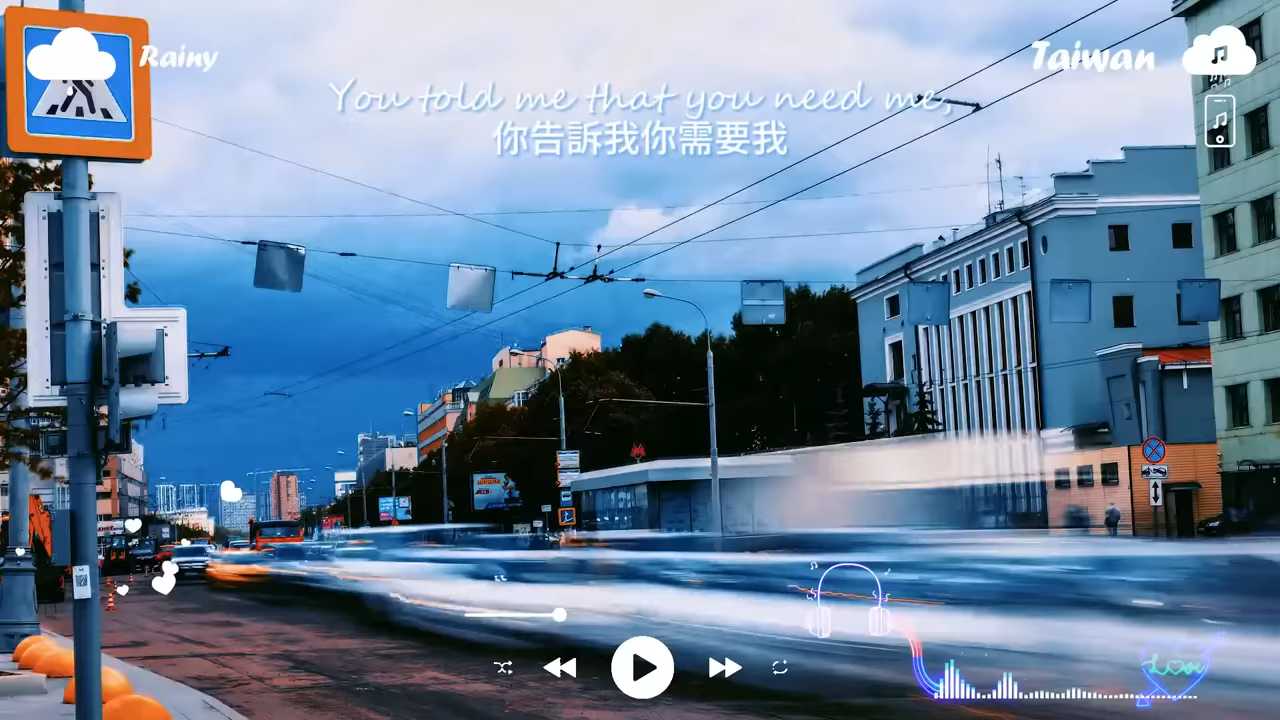 Rainy
Taiwan
You told me that you need me,
你告訴我你需要我
Love